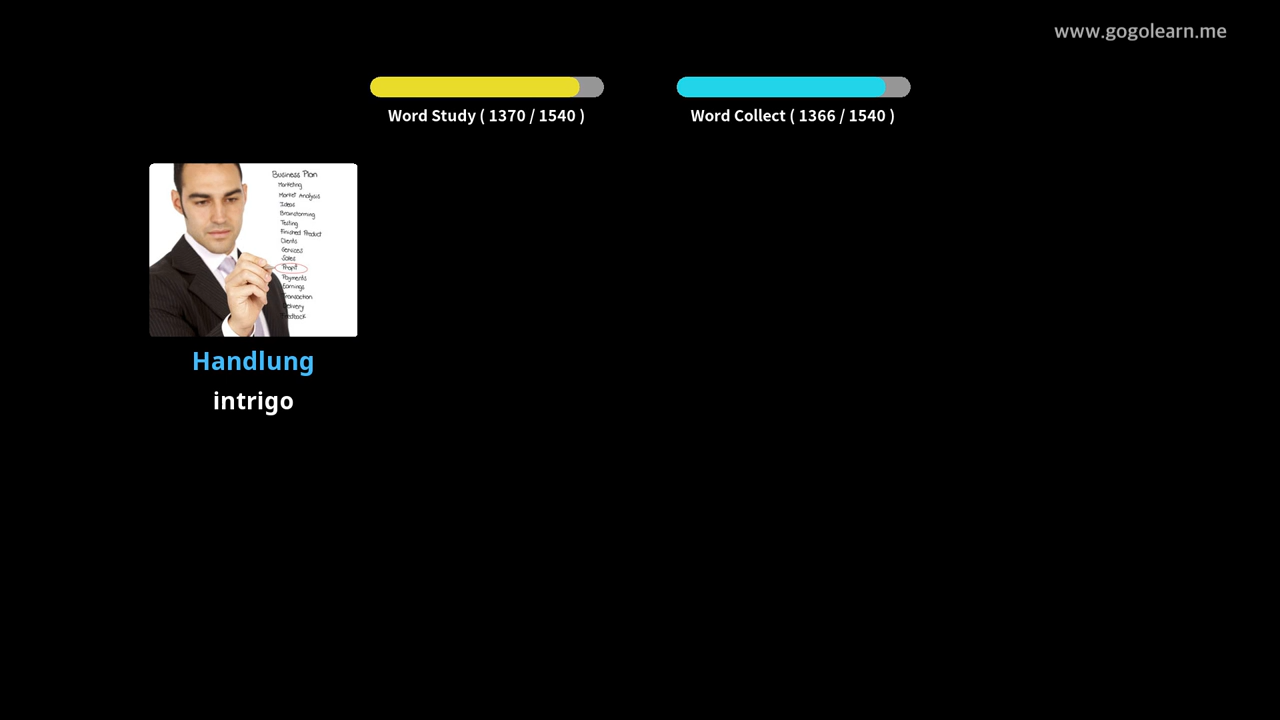 www.gogolearn.me
Word Study ( 1370 / 1540 )
Word Collect ( 1366 / 1540 )
Business Plan
Marketing
Market Analysis
Ideas
Brainstorming
Testing
Finished Product
Clients
Services
Sales
Profit
Payments
Earnings
Transaction
Delivery
Feedback
Handlung
intrigo